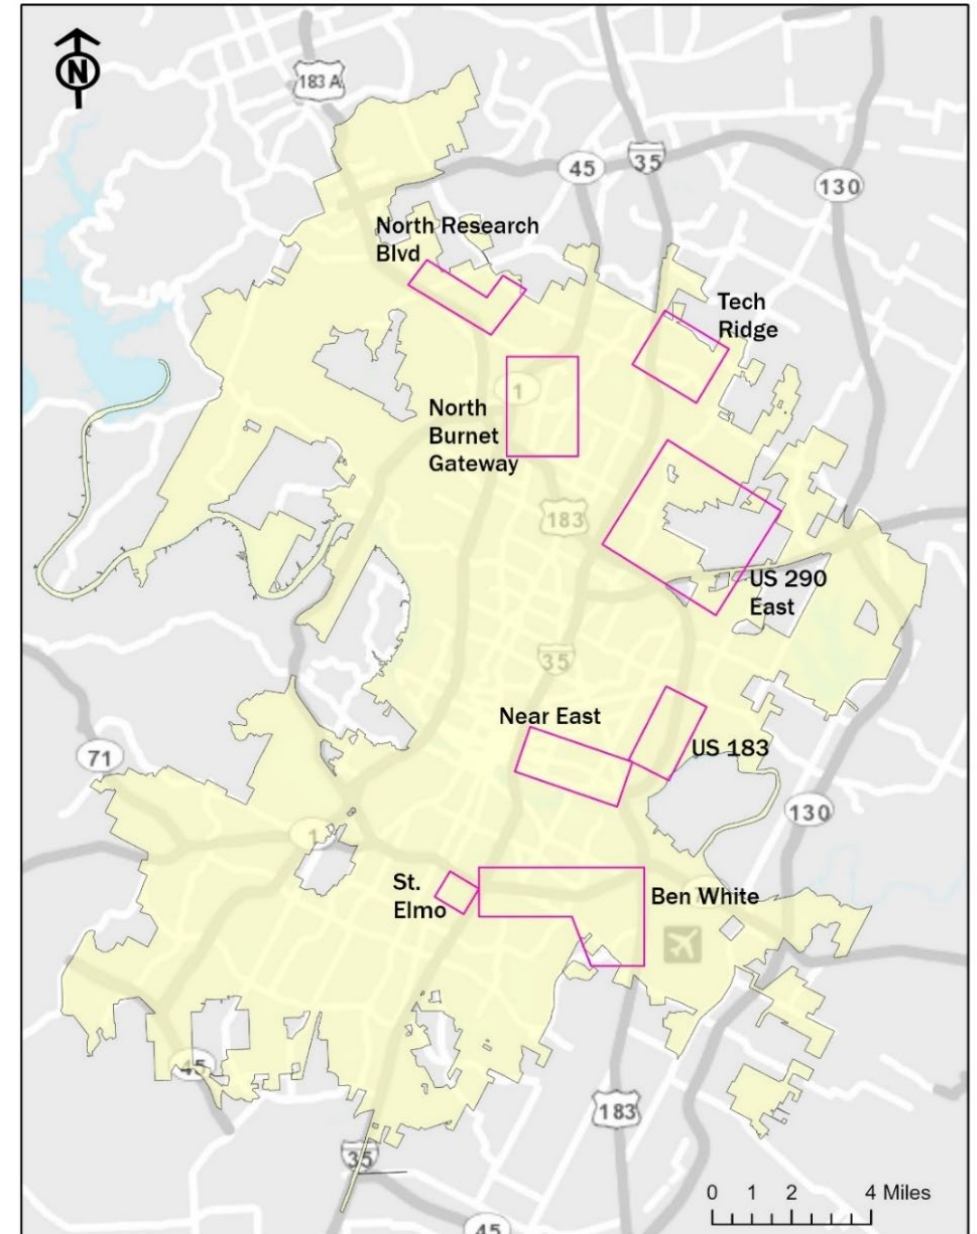 N
183 A
45
35
130
North Research
Blvd
Tech
Ridge
1
North
Burnet
Gateway
183
US 290
East
35
Near East
US 183
71
130
1
St.
Elmo
Ben White
45
183
35
0 1 2 4 Miles
45